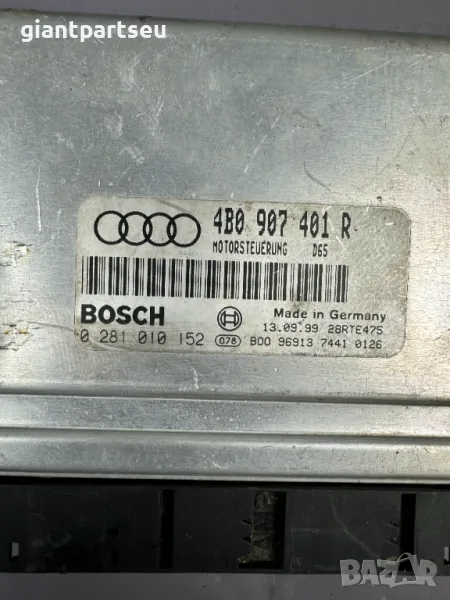 giantpartseu
4B0 907 401 R
MOTORSTEUERUNG D65
BOSCH
Made in Germany
13.09.99 28RTE475
0 281 010 152 078 B00 96913 7441 0126
BAZAR